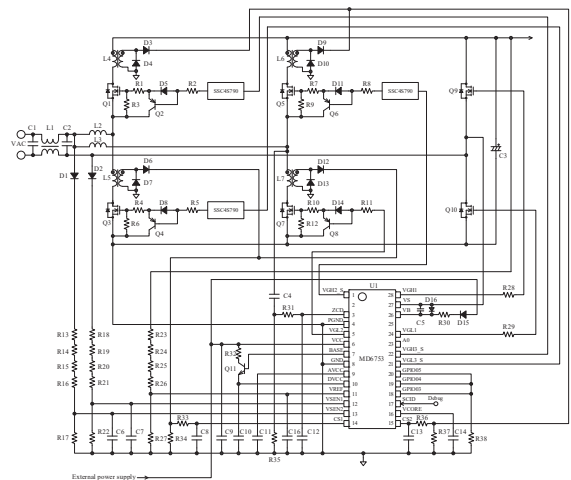 D3 D9
L4 D4 L6 D10
R1 D5 R2 SSC4S790 R7 D11 R8 SSC4S790 Q9
Q1 R3 Q2 Q5 R9 Q6
C1 L1 C2 L2
VAC L3 C3
D1 D2 D6 D12
L5 D7 L7 D13
R4 D8 R5 SSC4S790 R10 D14 R11 Q10
Q3 R6 Q4 Q7 R12 Q8
U1
C4 VGH2_S 1 28 VGH1 R28
2 27 VS D16
R31 ZCD 3 26 VB C5 R30 D15
PGND 4 25
R13 R18 R23 VGL2 5 24 VGL1 R29
VCC 6 23 A0
R14 R19 R24 R32 BASE 7 22 VGH3_S
GND 8 MD6753 21 VGL3_S
R15 R20 R25 Q11 AVCC 9 20 GPIO05
R16 R21 R26 DVCC 10 19 GPIO04
VREF 11 18 GPIO03
VSEN1 12 17 SCID Debug
VSEN2 13 16 VCORE
R33 CS1 14 15 CS2 R36
R17 R22 C6 C7 R27 R34 C8 C9 C10 C11 C16 C12 C13 R37 C14 R38
R35
External power supply